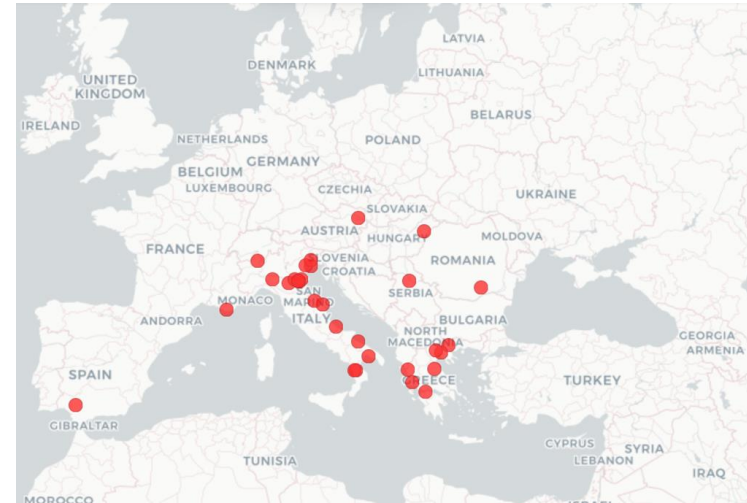 LATVIA
DENMARK
LITHUANIA
UNITED
KINGDOM
BELARUS
IRELAND
NETHERLANDS
POLAND
GERMANY
BELGIUM
LUXEMBOURG
CZECHIA
UKRAINE
SLOVAKIA
AUSTRIA
HUNGARY
MOLDOVA
FRANCE
SLOVENIA
ROMANIA
CROATIA
SAN
MARINO
SERBIA
MONACO
ITALY
ANDORRA
BULGARIA
NORTH
MACEDONIA
GEORGIA
ARMENIA
SPAIN
GREECE
TURKEY
GIBRALTAR
CYPRUS
SYRIA
TUNISIA
LEBANON
IRAQ
MOROCCO